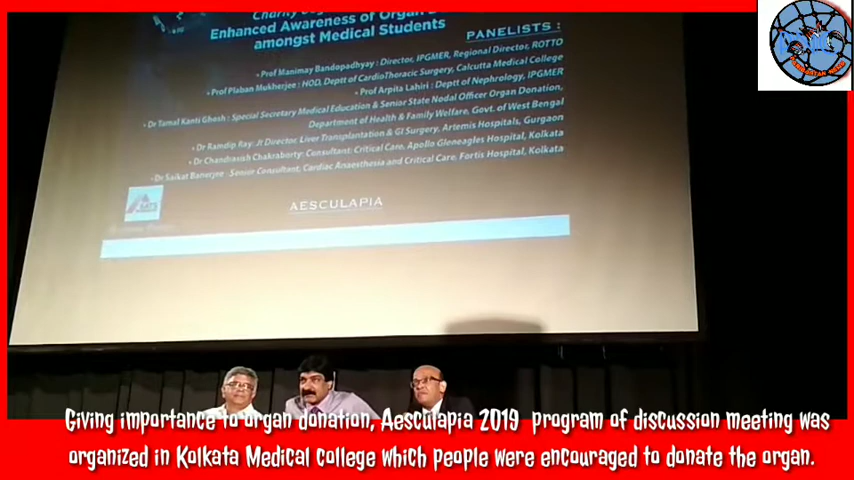 Enhanced Awareness of Organ
amongst Medical Students
PANELISTS :
• Prof Manimay Bandopadhyay : Director, IPGMER, Regional Director, ROTTO
• Prof Plaban Mukherjee : HOD, Deptt of CardioThoracic Surgery, Calcutta Medical College
• Prof Arpita Lahiri : Deptt of Nephrology, IPGMER
• Dr Tamal Kanti Ghosh : Special Secretary Medical Education & Senior State Nodal Officer Organ Donation,
Department of Health & Family Welfare, Govt. of West Bengal
• Dr Ramdip Ray: Jt Director: Liver Transplantation & GI Surgery, Artemis Hospitals, Gurgaon
• Dr Chandrasish Chakraborty: Consultant: Critical Care, Apollo Gleneagles Hospital, Kolkata
• Dr Saikat Banerjee - Senior Consultant, Cardiac Anaesthesia and Critical Care, Fortis Hospital, Kolkata
AESCULAPIA
Giving importance to organ donation, Aesculapia 2019 program of discussion meeting was
organized in Kolkata Medical college which people were encouraged to donate the organ.